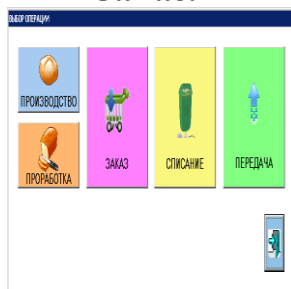 ВЫБОР ОПЕРАЦИИ
ПРОИЗВОДСТВО
ПРОРАБОТКА
ЗАКАЗ
СПИСАНИЕ
ПЕРЕДАЧА